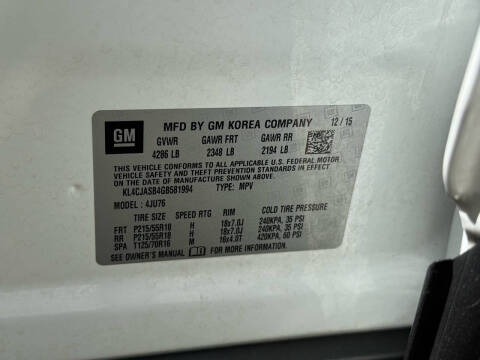 GM MFD BY GM KOREA COMPANY 12/15
GVWR GAWR FRT GAWR RR
4286 LB 2348 LB 2194 LB
THIS VEHICLE CONFORMS TO ALL APPLICABLE U.S. FEDERAL MOTOR
VEHICLE SAFETY, BUMPER, AND THEFT PREVENTION STANDARDS IN EFFECT
ON THE DATE OF MANUFACTURE SHOWN ABOVE.
KL4CJASB4GB581994 TYPE: MPV
MODEL: 4JU76
TIRE SIZE SPEED RTG RIM COLD TIRE PRESSURE
FRT P215/55R18 H 18x7.0J 240KPA, 35 PSI
RR P215/55R18 H 18x7.0J 240KPA, 35 PSI
SPA T125/70R16 M 16x4.0T 420KPA, 60 PSI
SEE OWNER'S MANUAL FOR MORE INFORMATION.